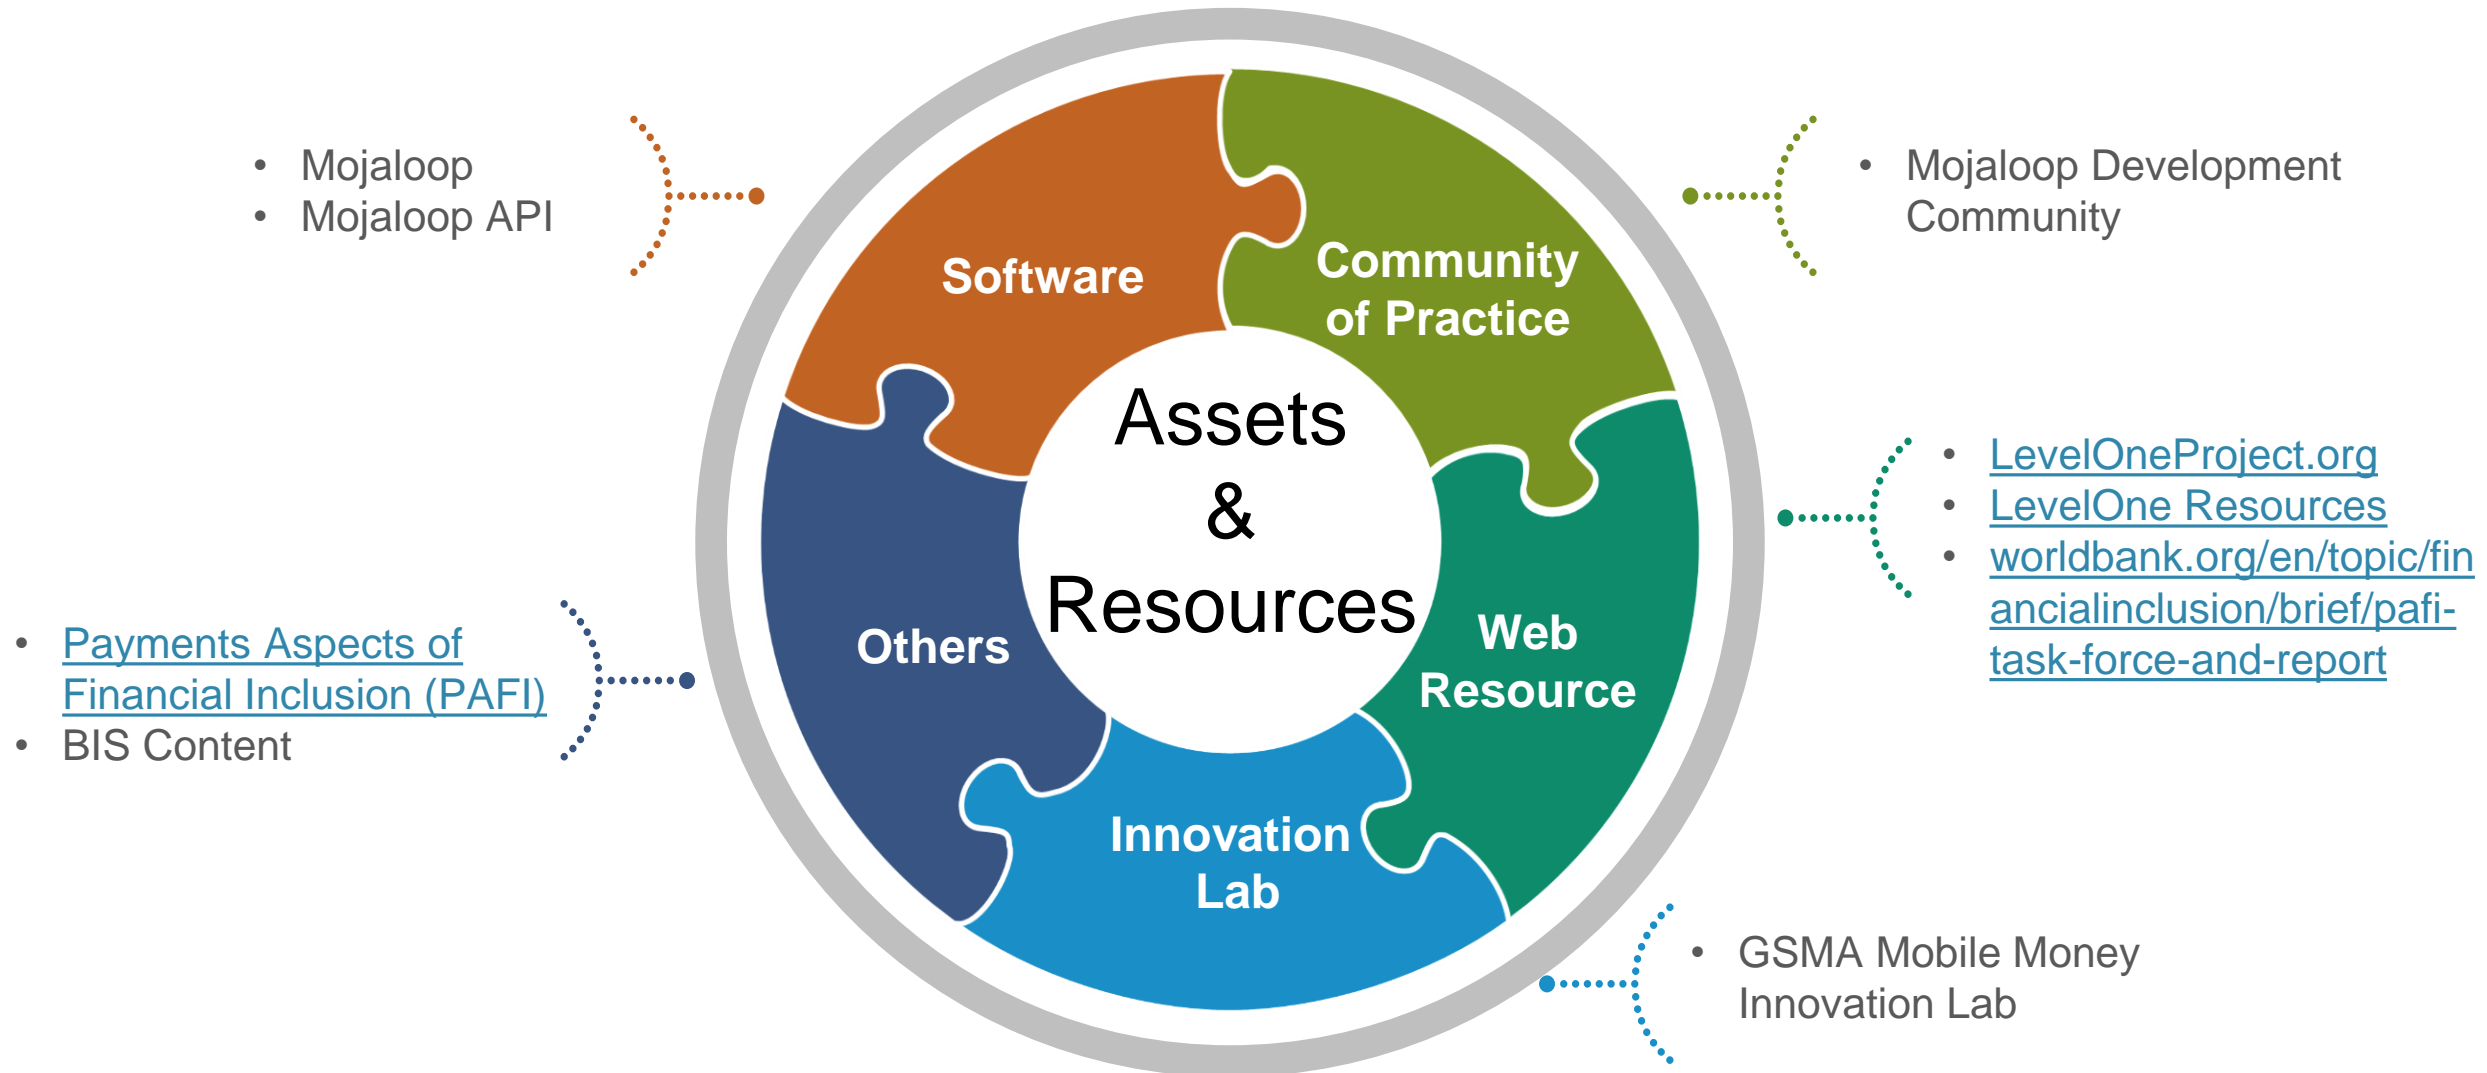 • Mojaloop
• Mojaloop API
• Mojaloop Development
Community
Software
Community
of Practice
Assets
&
Resources
• LevelOneProject.org
• LevelOne Resources
• worldbank.org/en/topic/fin
ancialinclusion/brief/pafi-
task-force-and-report
Others
Web
Resource
• Payments Aspects of
Financial Inclusion (PAFI)
• BIS Content
Innovation
Lab
• GSMA Mobile Money
Innovation Lab